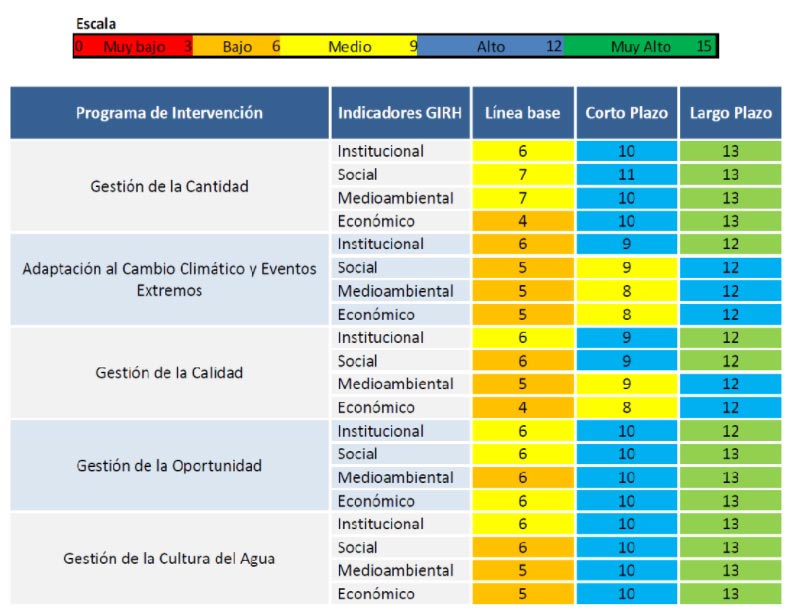 Escala
0 Muy bajo 3 Bajo 6 Medio 9 Alto 12 Muy Alto 15
Programa de Intervención Indicadores GIRH Línea base Corto Plazo Largo Plazo
Gestión de la Cantidad
Institucional 6 10 13
Social 7 11 13
Medioambiental 7 10 13
Económico 4 10 13
Adaptación al Cambio Climático y Eventos
Extremos
Institucional 6 9 12
Social 5 9 12
Medioambiental 5 8 12
Económico 5 8 12
Gestión de la Calidad
Institucional 6 9 12
Social 6 9 12
Medioambiental 5 9 12
Económico 4 8 12
Gestión de la Oportunidad
Institucional 6 10 12
Social 6 10 13
Medioambiental 6 10 13
Económico 6 10 13
Gestión de la Cultura del Agua
Institucional 6 10 13
Social 6 10 13
Medioambiental 5 10 13
Económico 5 10 13